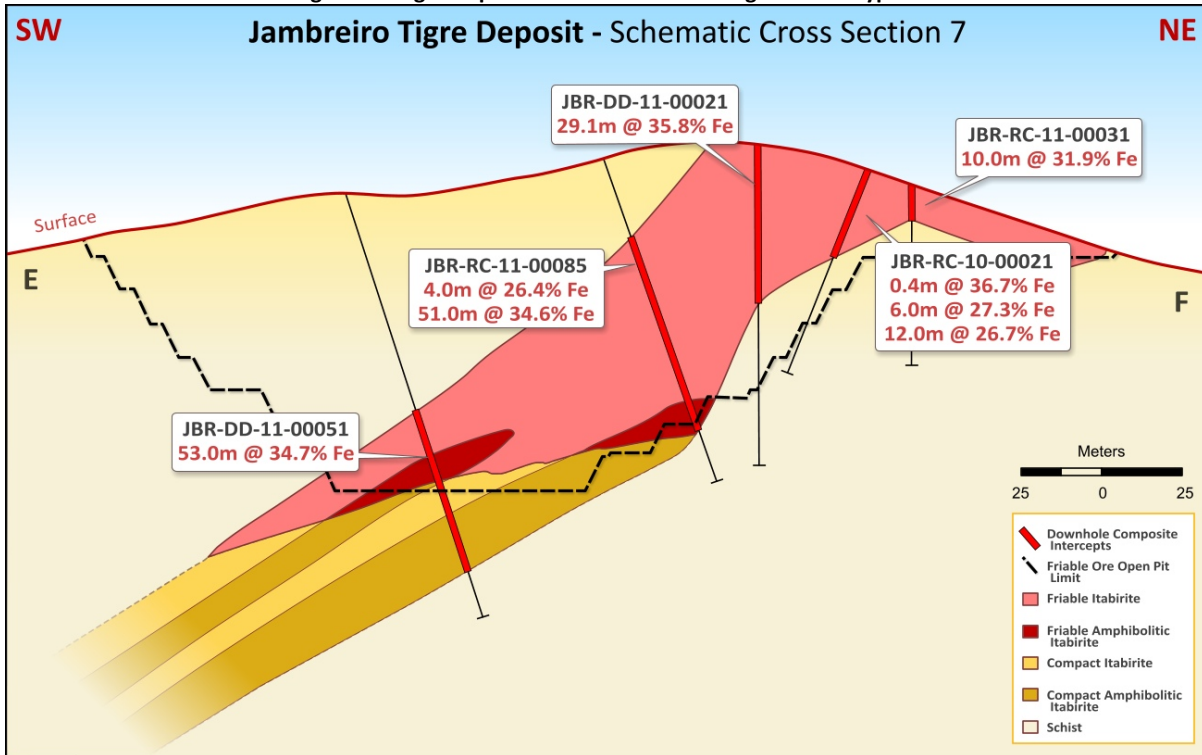 SW
Jambreiro Tigre Deposit - Schematic Cross Section 7
NE
JBR-DD-11-00021
29.1m @ 35.8% Fe
JBR-RC-11-00031
10.0m @ 31.9% Fe
Surface
E
JBR-RC-11-00085
4.0m @ 26.4% Fe
51.0m @ 34.6% Fe
JBR-RC-10-00021
0.4m @ 36.7% Fe
6.0m @ 27.3% Fe
12.0m @ 26.7% Fe
F
JBR-DD-11-00051
53.0m @ 34.7% Fe
Meters
25 0 25
Downhole Composite
Intercepts
Friable Ore Open Pit
Limit
Friable Itabirite
Friable Amphibolitic
Itabirite
Compact Itabirite
Compact Amphibolitic
Itabirite
Schist